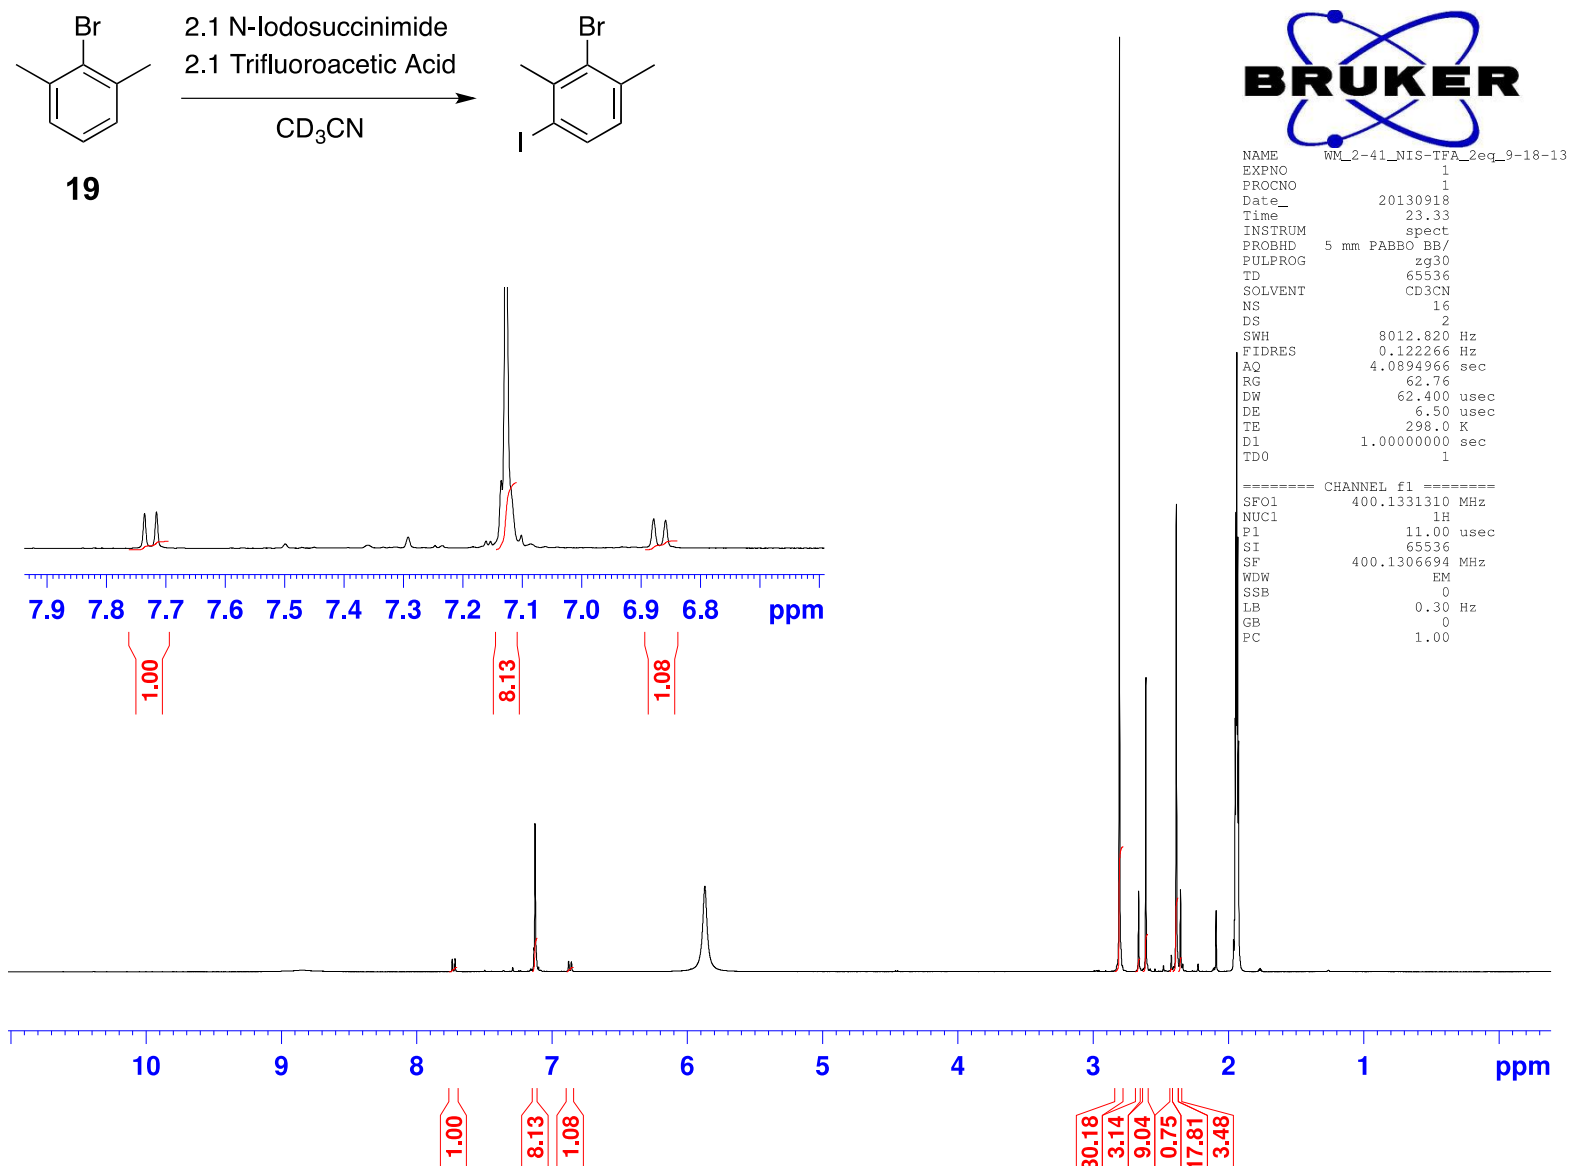 Br
2.1 N-Iodosuccinimide
2.1 Trifluoroacetic Acid
CD3CN
Br
I
19
BRUKER
NAME WM_2-41_NIS-TFA_2eq_9-18-13
EXPNO 1
PROCNO 1
Date_ 20130918
Time 23.33
INSTRUM spect
PROBHD 5 mm PABBO BB/
PULPROG zg30
TD 65536
SOLVENT CD3CN
NS 16
DS 2
SWH 8012.820 Hz
FIDRES 0.122266 Hz
AQ 4.0894966 sec
RG 62.76
DW 62.400 usec
DE 6.50 usec
TE 298.0 K
D1 1.00000000 sec
TD0 1
======== CHANNEL f1 ========
SFO1 400.1331310 MHz
NUC1 1H
P1 11.00 usec
SI 65536
SF 400.1306694 MHz
WDW EM
SSB 0
LB 0.30 Hz
GB 0
PC 1.00
7.9 7.8 7.7 7.6 7.5 7.4 7.3 7.2 7.1 7.0 6.9 6.8 ppm
1.00 8.13 1.08
10 9 8 7 6 5 4 3 2 1 ppm
1.00 8.13 1.08 30.18 3.14 9.04 0.75 17.81 3.48